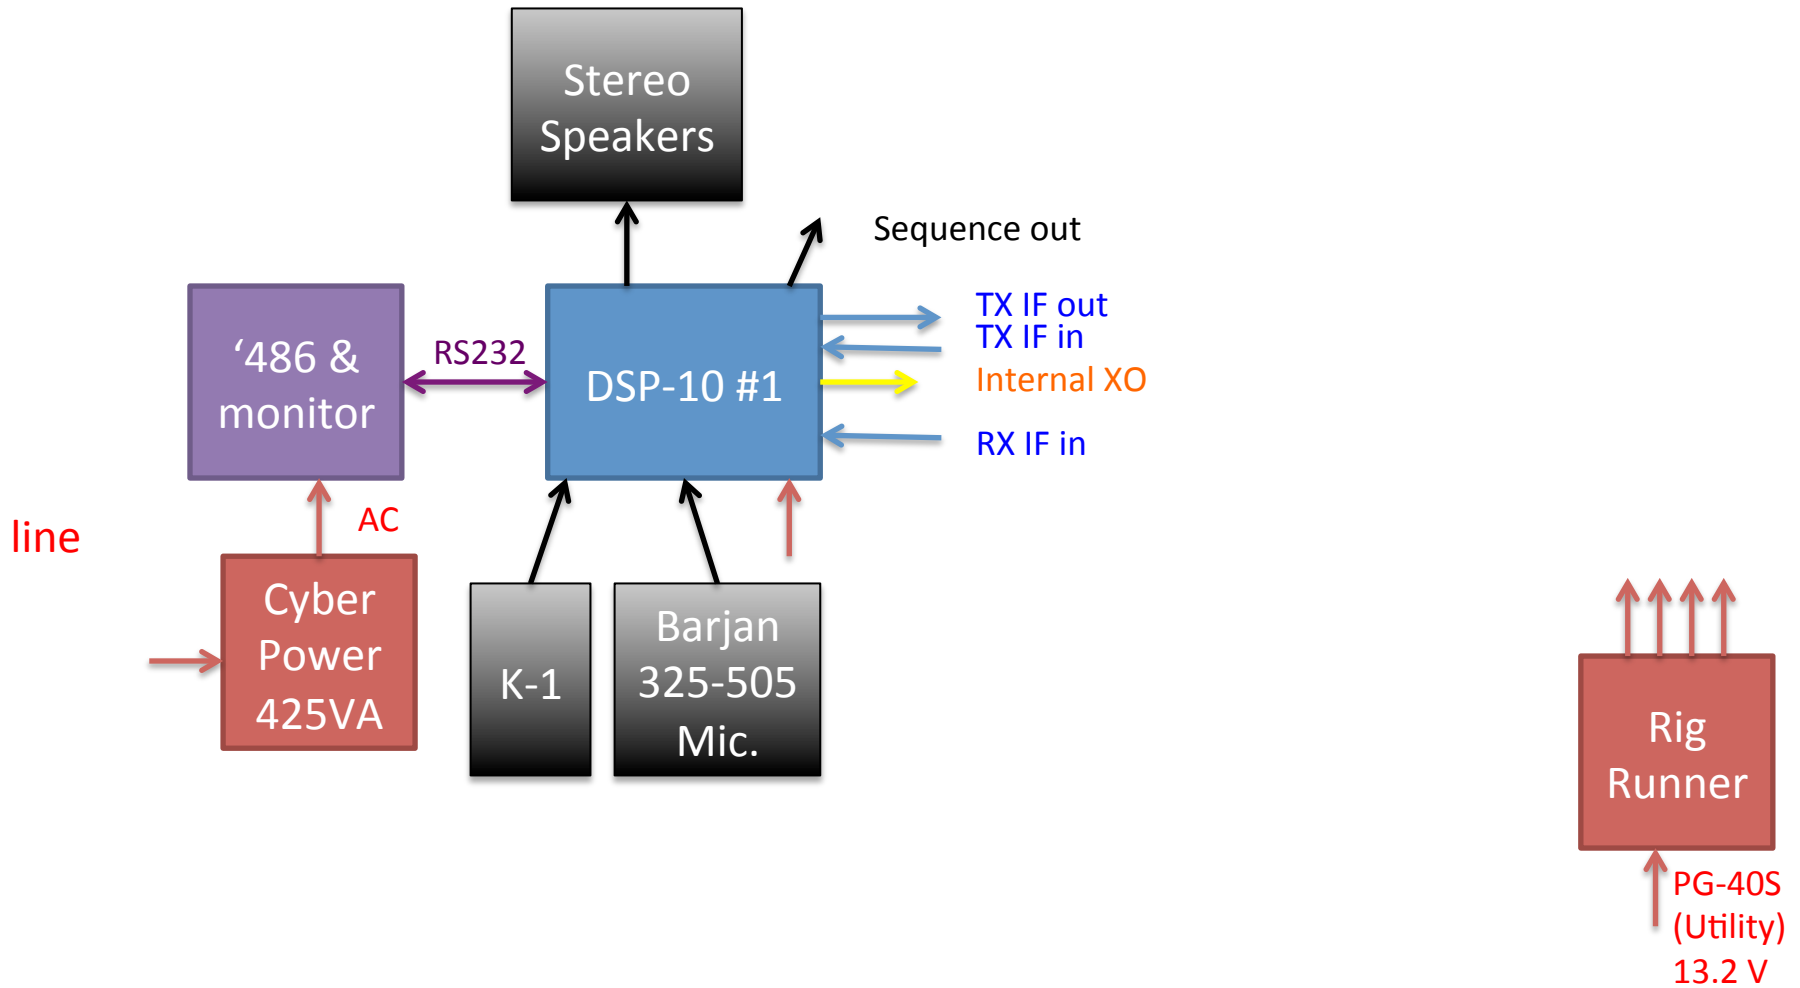 Stereo
Speakers
Sequence out
TX IF out
TX IF in
Internal XO
RX IF in
‘486 &
monitor
RS232
DSP-10 #1
line
AC
Cyber
Power
425VA
K-1
Barjan
325-505
Mic.
Rig
Runner
PG-40S
(Utility)
13.2 V